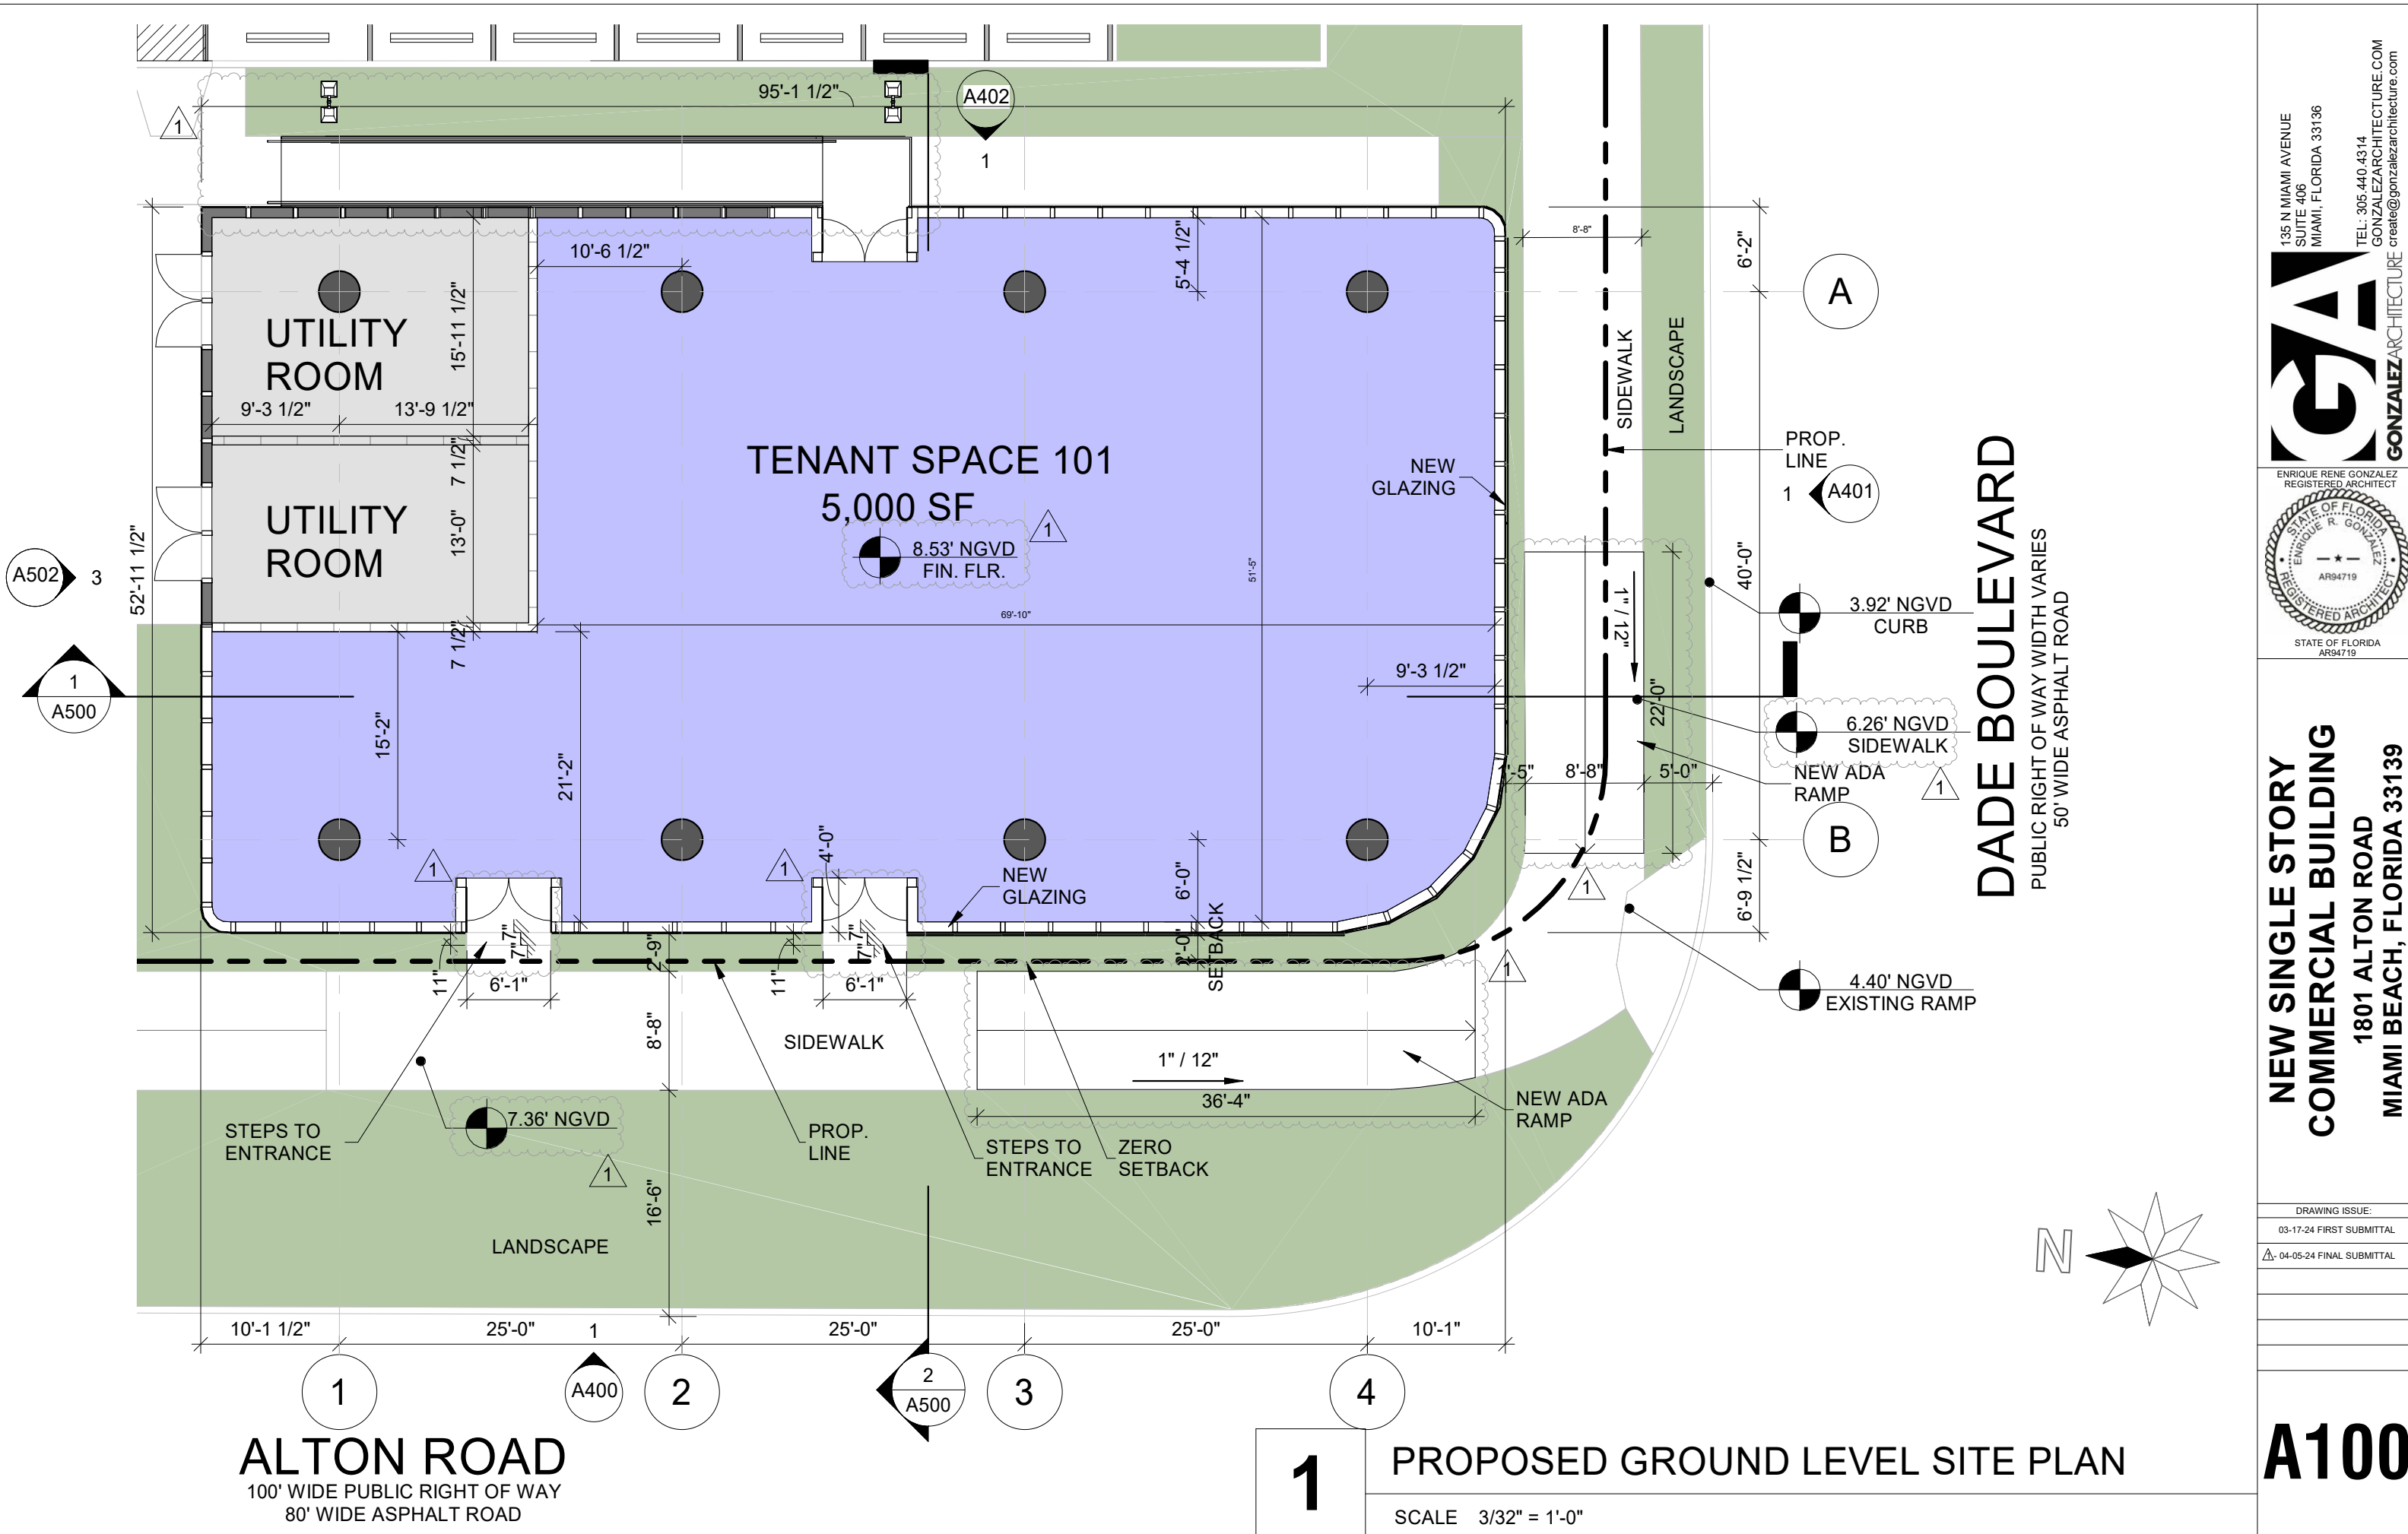 95'-1 1/2"
A402
1
1
10'-6 1/2"
5'-4 1/2"
8'-8"
6'-2"
A
UTILITY
ROOM
15'-11 1/2"
9'-3 1/2"
13'-9 1/2"
7 1/2"
UTILITY
ROOM
13'-0"
7 1/2"
52'-11 1/2"
A502
3
1
A500
TENANT SPACE 101
5,000 SF
1
8.53' NGVD
FIN. FLR.
69'-10"
51'-5"
NEW
GLAZING
SIDEWALK
LANDSCAPE
PROP.
LINE
1
A401
40'-0"
3.92' NGVD
CURB
1" / 12"
22'-0"
9'-3 1/2"
6.26' NGVD
SIDEWALK
1
NEW ADA
RAMP
8'-8"
5'-0"
B
6'-9 1/2"
1
4.40' NGVD
EXISTING RAMP
DADE BOULEVARD
PUBLIC RIGHT OF WAY WIDTH VARIES
50' WIDE ASPHALT ROAD
15'-2"
21'-2"
1
1
4'-0"
NEW
GLAZING
6'-0"
SETBACK
1
11"
7"
7"
6'-1"
2'-9"
11"
7"
7"
6'-1"
8'-8"
SIDEWALK
1" / 12"
36'-4"
NEW ADA
RAMP
7.36' NGVD
1
STEPS TO
ENTRANCE
PROP.
LINE
STEPS TO
ENTRANCE
ZERO
SETBACK
16'-6"
LANDSCAPE
10'-1 1/2"
25'-0"
25'-0"
25'-0"
10'-1"
1
1
A400
2
2
A500
3
4
N
ALTON ROAD
100' WIDE PUBLIC RIGHT OF WAY
80' WIDE ASPHALT ROAD
1
PROPOSED GROUND LEVEL SITE PLAN
SCALE 3/32" = 1'-0"
135 N MIAMI AVENUE
SUITE 406
MIAMI, FLORIDA 33136
TEL: 305.440.4314
GONZALEZARCHITECTURE.COM
create@gonzalezarchitecture.com
GA
GONZALEZARCHITECTURE
ENRIQUE RENE GONZALEZ
REGISTERED ARCHITECT
STATE OF FLORIDA
ENRIQUE R. GONZALEZ
AR94719
REGISTERED ARCHITECT
STATE OF FLORIDA
AR94719
NEW SINGLE STORY
COMMERCIAL BUILDING
1801 ALTON ROAD
MIAMI BEACH, FLORIDA 33139
DRAWING ISSUE:
03-17-24 FIRST SUBMITTAL
1 - 04-05-24 FINAL SUBMITTAL
A100